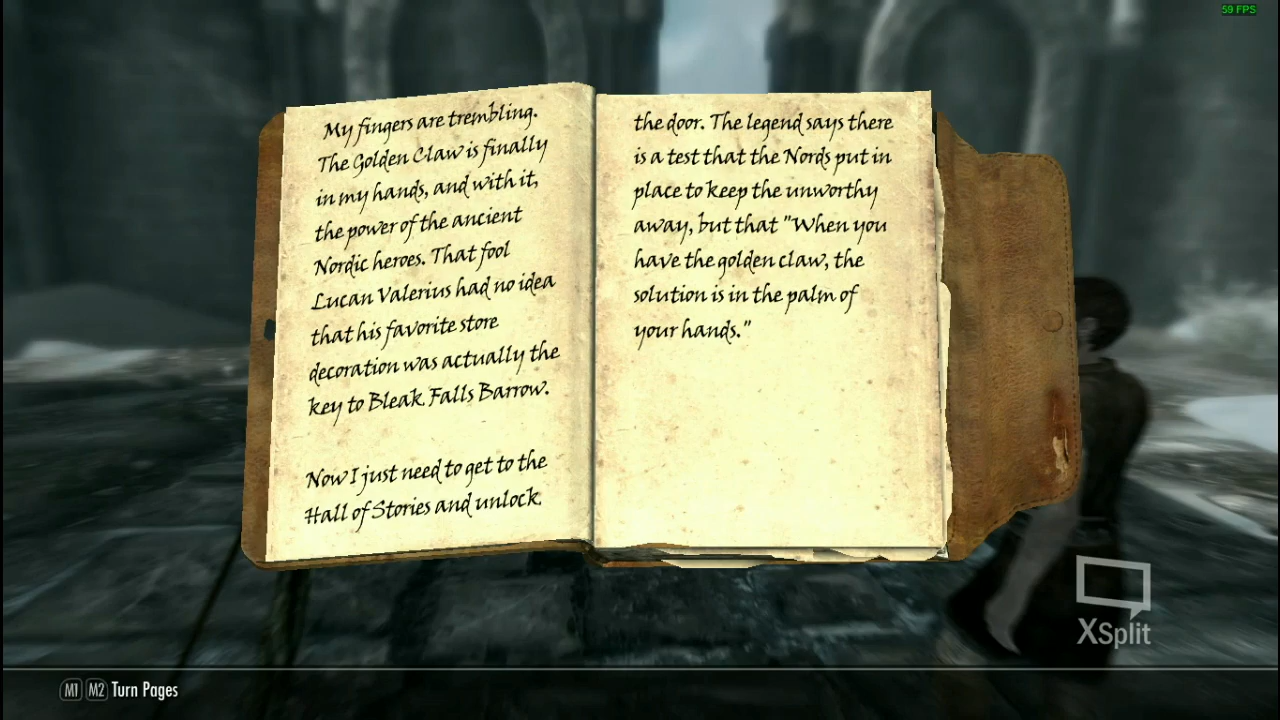 59 FPS
My fingers are trembling.
The Golden Claw is finally
in my hands, and with it,
the power of the ancient
Nordic heroes. That fool
Lucan Valerius had no idea
that his favorite store
decoration was actually the
key to Bleak Falls Barrow.
Now I just need to get to the
Hall of Stories and unlock
the door. The legend says there
is a test that the Nords put in
place to keep the unworthy
away, but that "When you
have the golden claw, the
solution is in the palm of
your hands."
XSplit
M1 M2 Turn Pages